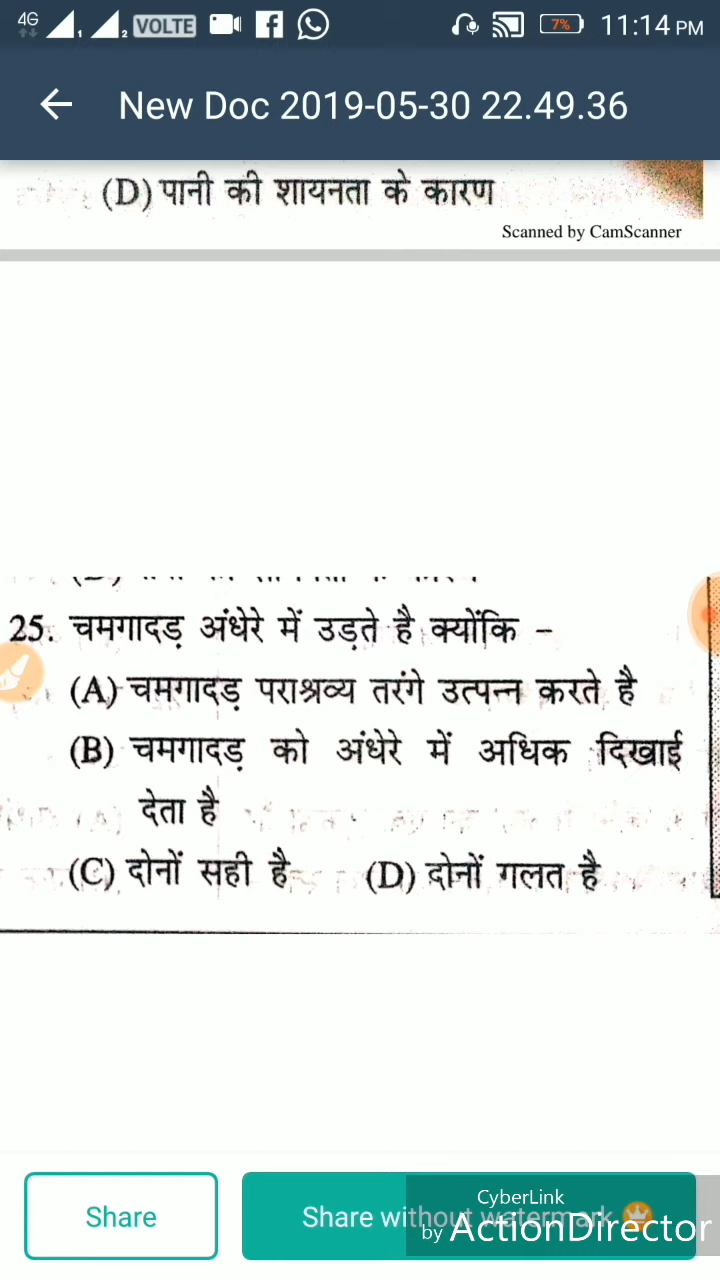 4G 1 2 VOLTE 7% 11:14 PM
New Doc 2019-05-30 22.49.36
(D) पानी की शायनता के कारण
Scanned by CamScanner
25. चमगादड़ अंधेरे में उड़ते है क्योंकि -
(A) चमगादड़ पराश्रव्य तरंगे उत्पन्न करते है
(B) चमगादड़ को अंधेरे में अधिक दिखाई
देता है
(C) दोनों सही है (D) दोनों गलत है
Share
Share without watermark
CyberLink
by ActionDirector